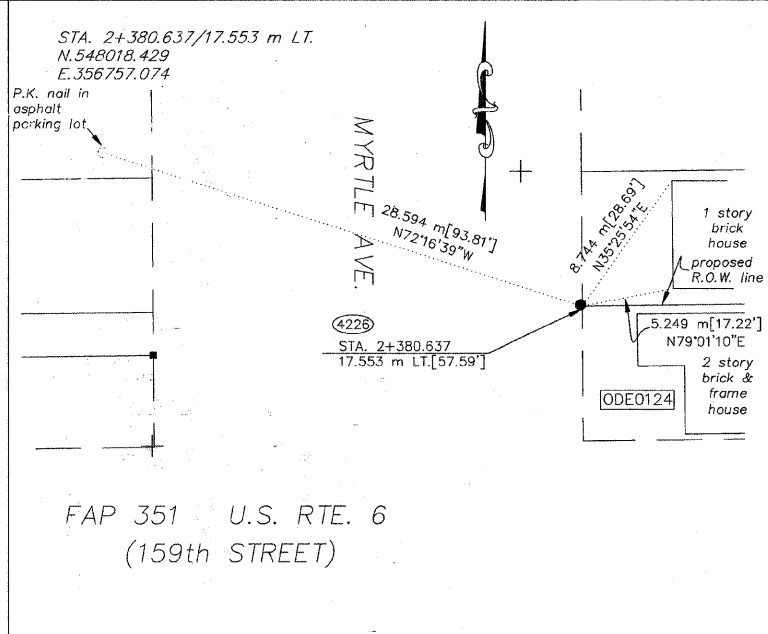 STA. 2+380.637/17.553 m LT.
N.548018.429
E.356757.074
P.K. nail in
asphalt
parking lot
MYRTLE AVE.
28.594 m[93.81']
N72°16'39"W
8.744 m[28.69']
N35°25'54"E
1 story
brick
house
proposed
R.O.W. line
4226
STA. 2+380.637
17.553 m LT.[57.59']
5.249 m[17.22']
N79°01'10"E
2 story
brick &
frame
house
ODE0124
FAP 351 U.S. RTE. 6
(159th STREET)